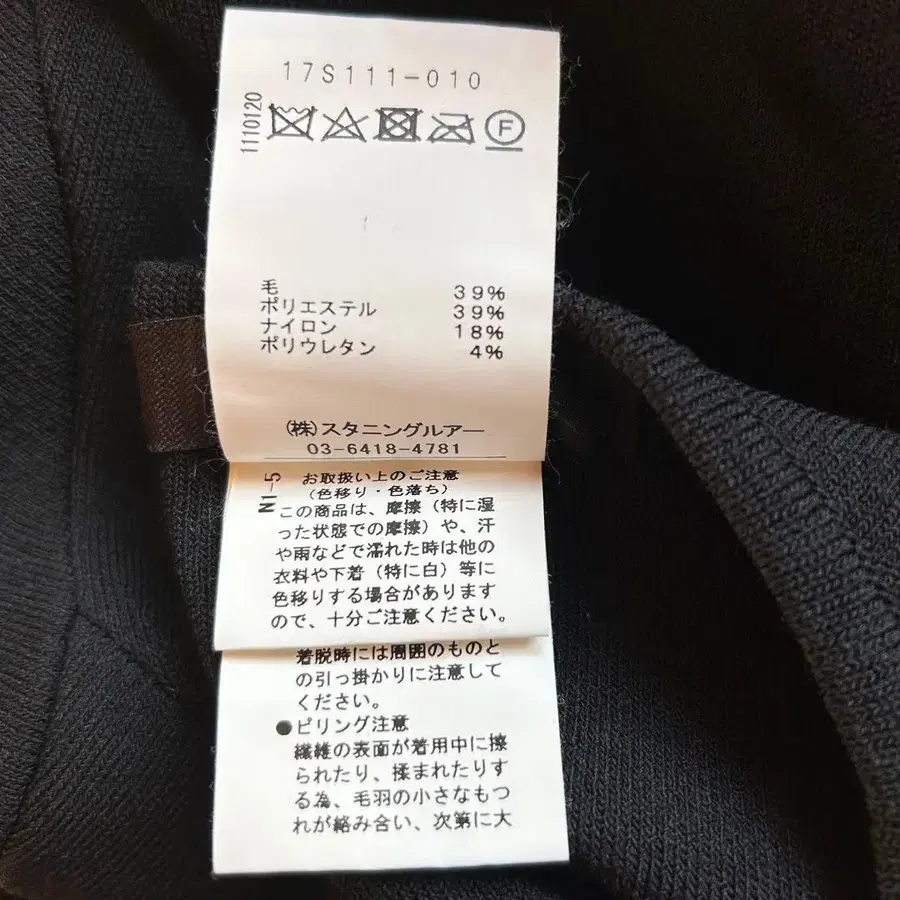 17S111-010
1110120
F
毛 39%
ポリエステル 39%
ナイロン 18%
ポリウレタン 4%
(株)スタニングルアー
03-6418-4781
N1-5
お取扱い上のご注意
(色移り・色落ち)
この商品は、摩擦(特に湿
った状態での摩擦)や、汗
や雨などで濡れた時は他の
衣料や下着(特に白)等に
色移りする場合があります
ので、十分ご注意ください。
着脱時には周囲のものと
の引っ掛かりに注意して
ください。
●ピリング注意
繊維の表面が着用中に擦
られたり、揉まれたりす
る為、毛羽の小さなもつ
れが絡み合い、次第に大